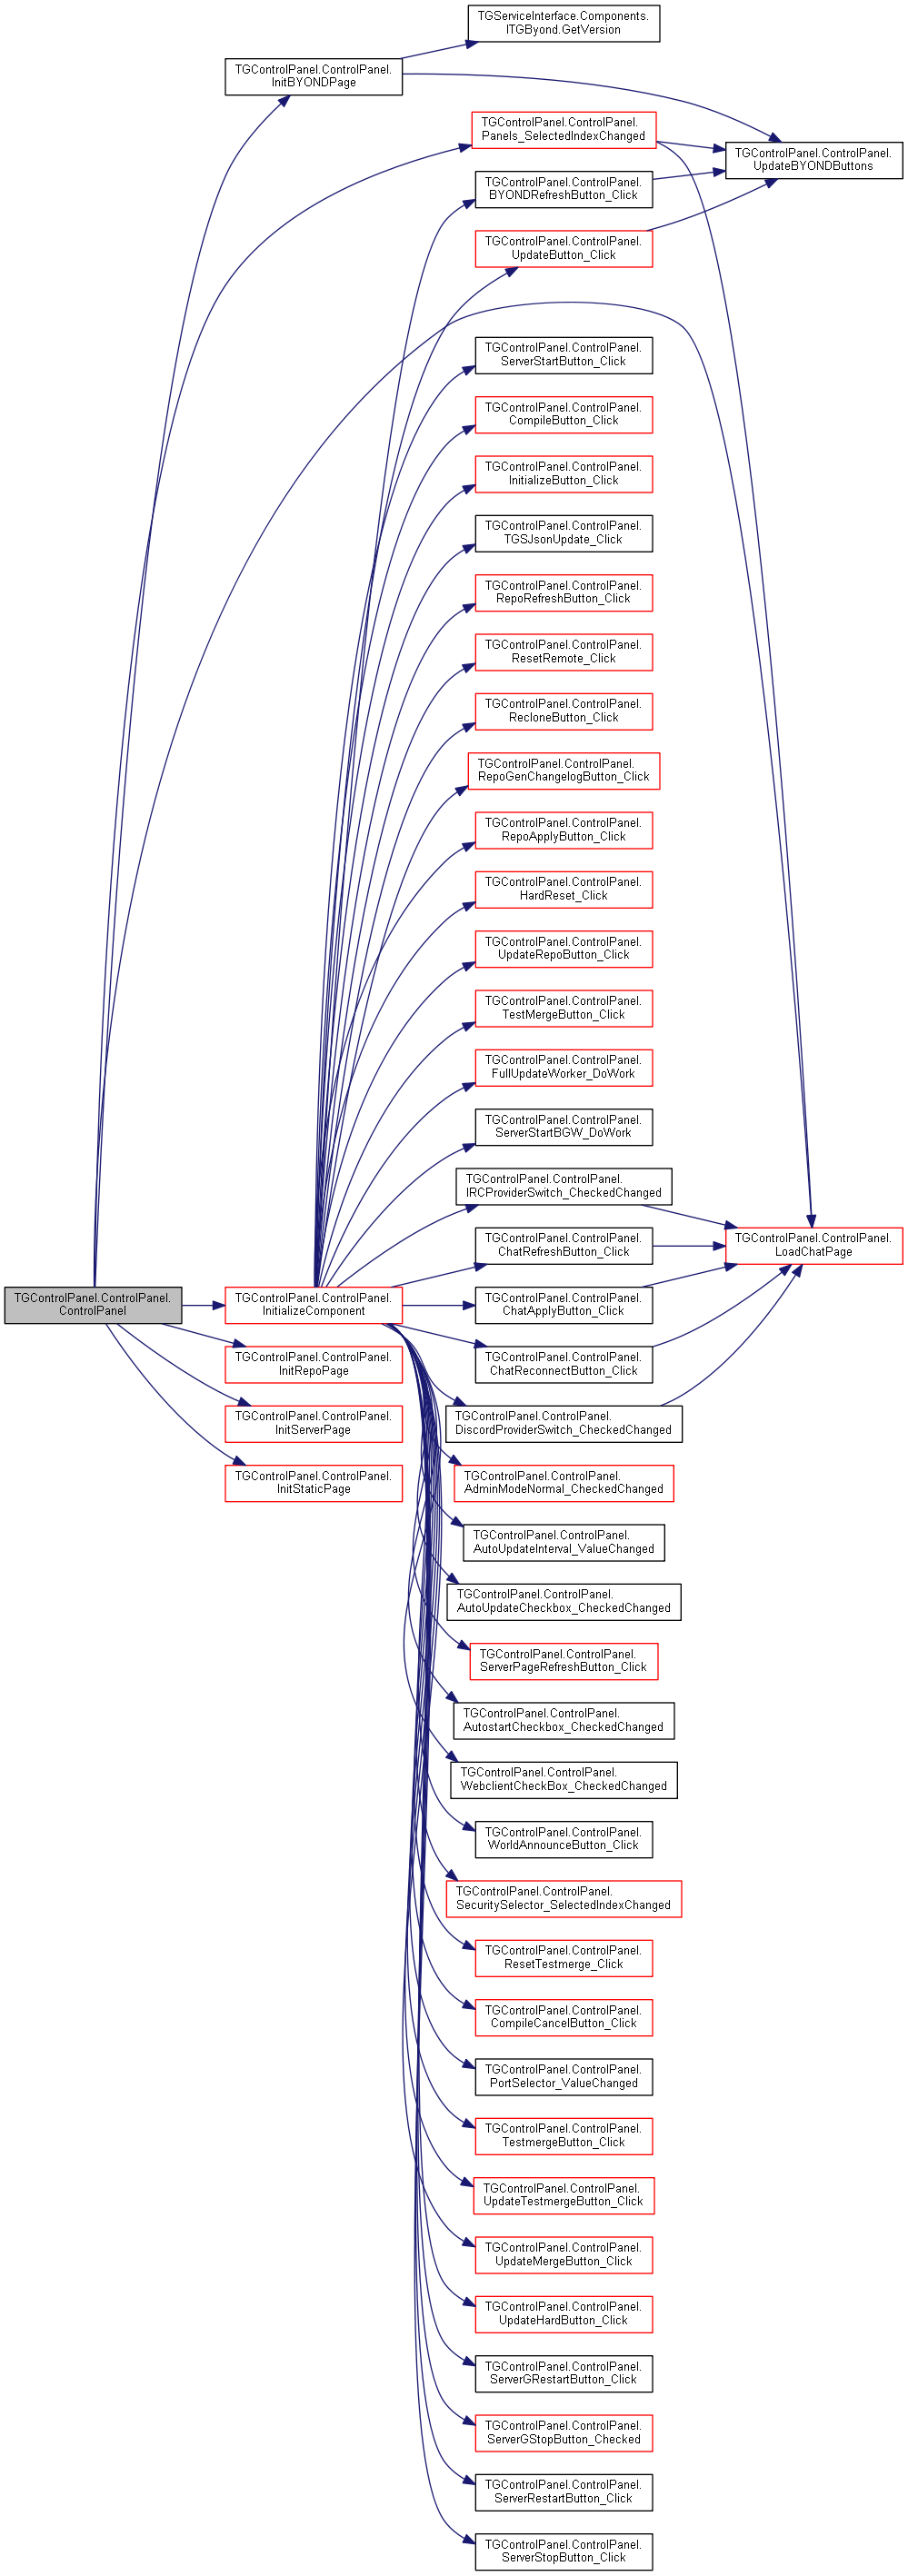 TGServiceInterface.Components.
ITGByond.GetVersion
TGControlPanel.ControlPanel.
InitBYONDPage
TGControlPanel.ControlPanel.
Panels_SelectedIndexChanged
TGControlPanel.ControlPanel.
UpdateBYONDButtons
TGControlPanel.ControlPanel.
BYONDRefreshButton_Click
TGControlPanel.ControlPanel.
UpdateButton_Click
TGControlPanel.ControlPanel.
ServerStartButton_Click
TGControlPanel.ControlPanel.
CompileButton_Click
TGControlPanel.ControlPanel.
InitializeButton_Click
TGControlPanel.ControlPanel.
TGSJsonUpdate_Click
TGControlPanel.ControlPanel.
RepoRefreshButton_Click
TGControlPanel.ControlPanel.
ResetRemote_Click
TGControlPanel.ControlPanel.
RecloneButton_Click
TGControlPanel.ControlPanel.
RepoGenChangelogButton_Click
TGControlPanel.ControlPanel.
RepoApplyButton_Click
TGControlPanel.ControlPanel.
HardReset_Click
TGControlPanel.ControlPanel.
UpdateRepoButton_Click
TGControlPanel.ControlPanel.
TestMergeButton_Click
TGControlPanel.ControlPanel.
FullUpdateWorker_DoWork
TGControlPanel.ControlPanel.
ServerStartBGW_DoWork
TGControlPanel.ControlPanel.
IRCProviderSwitch_CheckedChanged
TGControlPanel.ControlPanel.
ChatRefreshButton_Click
TGControlPanel.ControlPanel.
LoadChatPage
TGControlPanel.ControlPanel.
ControlPanel
TGControlPanel.ControlPanel.
InitializeComponent
TGControlPanel.ControlPanel.
ChatApplyButton_Click
TGControlPanel.ControlPanel.
InitRepoPage
TGControlPanel.ControlPanel.
ChatReconnectButton_Click
TGControlPanel.ControlPanel.
InitServerPage
TGControlPanel.ControlPanel.
DiscordProviderSwitch_CheckedChanged
TGControlPanel.ControlPanel.
InitStaticPage
TGControlPanel.ControlPanel.
AdminModeNormal_CheckedChanged
TGControlPanel.ControlPanel.
AutoUpdateInterval_ValueChanged
TGControlPanel.ControlPanel.
AutoUpdateCheckbox_CheckedChanged
TGControlPanel.ControlPanel.
ServerPageRefreshButton_Click
TGControlPanel.ControlPanel.
AutostartCheckbox_CheckedChanged
TGControlPanel.ControlPanel.
WebclientCheckBox_CheckedChanged
TGControlPanel.ControlPanel.
WorldAnnounceButton_Click
TGControlPanel.ControlPanel.
SecuritySelector_SelectedIndexChanged
TGControlPanel.ControlPanel.
ResetTestmerge_Click
TGControlPanel.ControlPanel.
CompileCancelButton_Click
TGControlPanel.ControlPanel.
PortSelector_ValueChanged
TGControlPanel.ControlPanel.
TestmergeButton_Click
TGControlPanel.ControlPanel.
UpdateTestmergeButton_Click
TGControlPanel.ControlPanel.
UpdateMergeButton_Click
TGControlPanel.ControlPanel.
UpdateHardButton_Click
TGControlPanel.ControlPanel.
ServerGRestartButton_Click
TGControlPanel.ControlPanel.
ServerGStopButton_Checked
TGControlPanel.ControlPanel.
ServerRestartButton_Click
TGControlPanel.ControlPanel.
ServerStopButton_Click